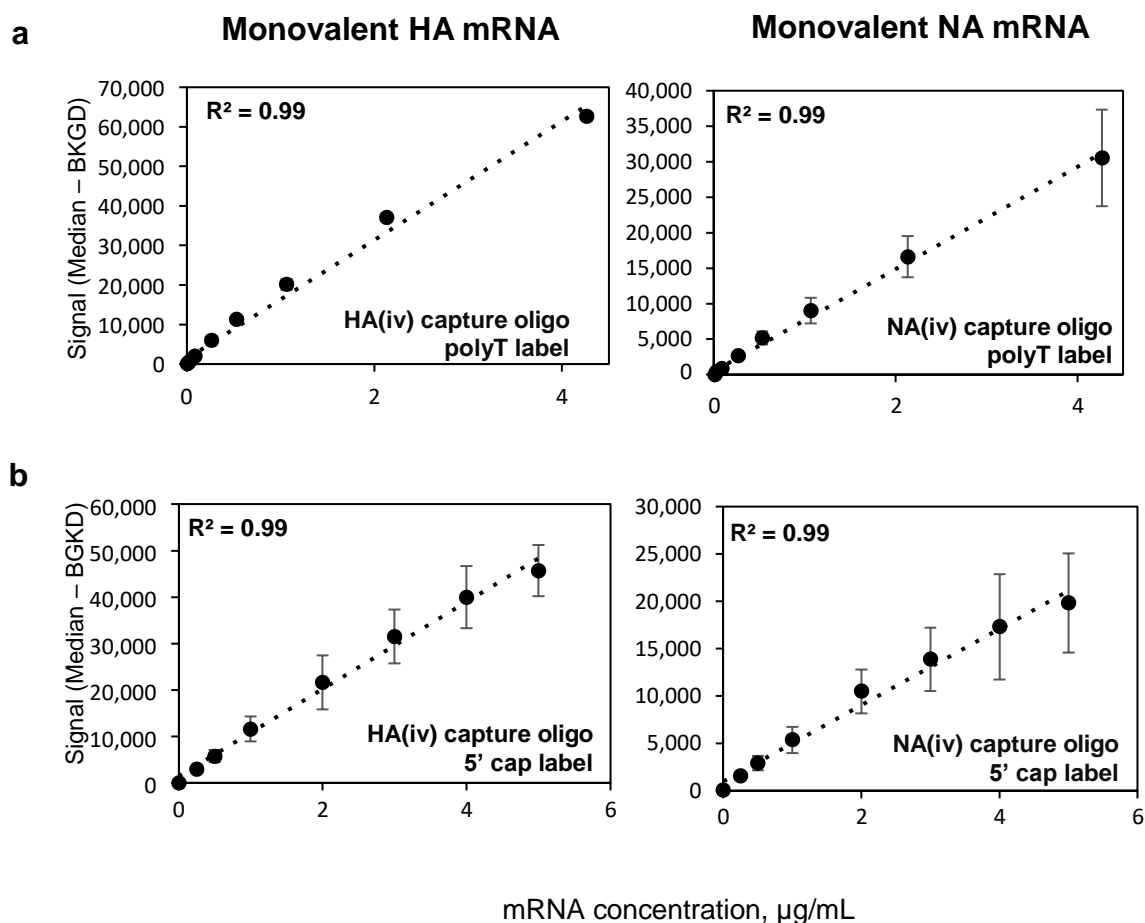 a
Monovalent HA mRNA
Monovalent NA mRNA
Signal (Median – BKGD)
70,000
60,000
50,000
40,000
30,000
20,000
10,000
0
R² = 0.99
HA(iv) capture oligo
polyT label
0 2 4
40,000
35,000
30,000
25,000
20,000
15,000
10,000
5,000
0
R² = 0.99
NA(iv) capture oligo
polyT label
0 2 4
b
Signal (Median – BGKD)
60,000
50,000
40,000
30,000
20,000
10,000
0
R² = 0.99
HA(iv) capture oligo
5’ cap label
0 2 4 6
30,000
25,000
20,000
15,000
10,000
5,000
0
R² = 0.99
NA(iv) capture oligo
5’ cap label
0 2 4 6
mRNA concentration, µg/mL